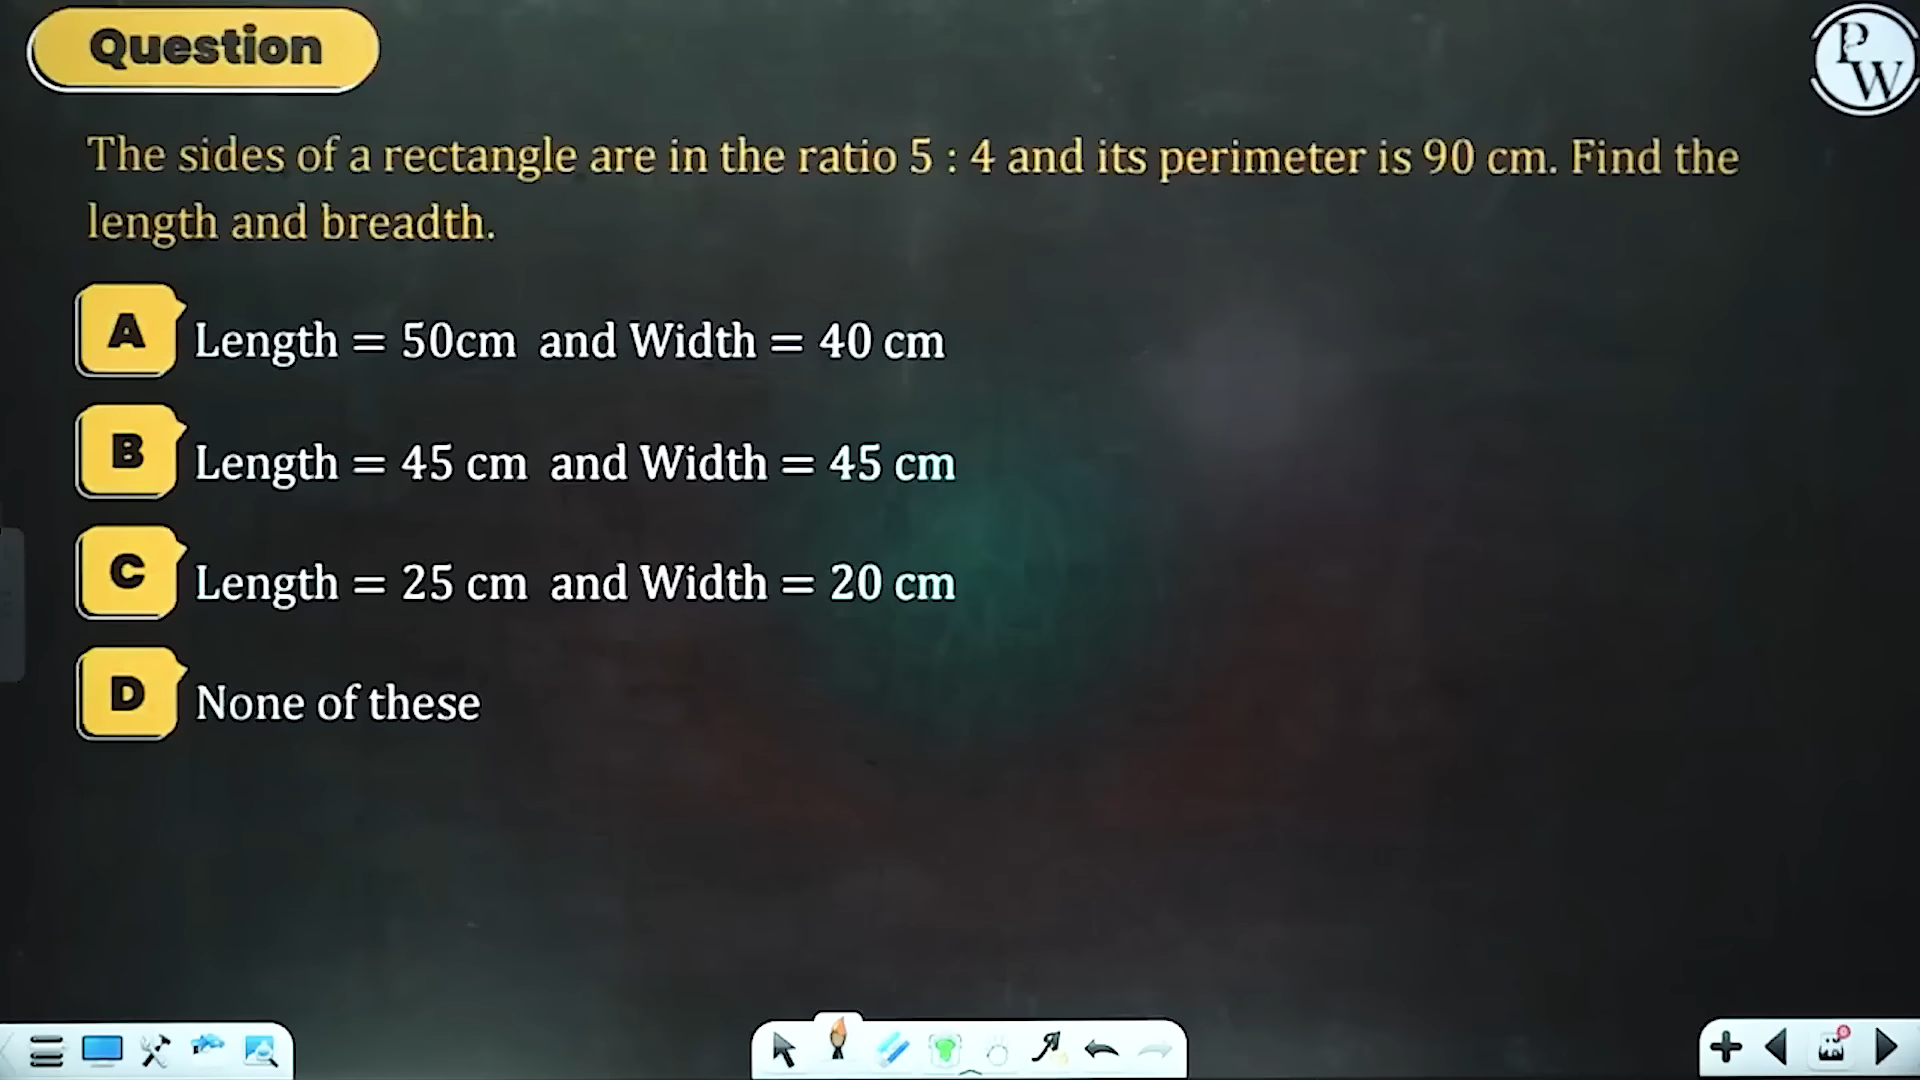 Question
PW
The sides of a rectangle are in the ratio 5 : 4 and its perimeter is 90 cm. Find the
length and breadth.
A Length = 50cm and Width = 40 cm
B Length = 45 cm and Width = 45 cm
C Length = 25 cm and Width = 20 cm
D None of these